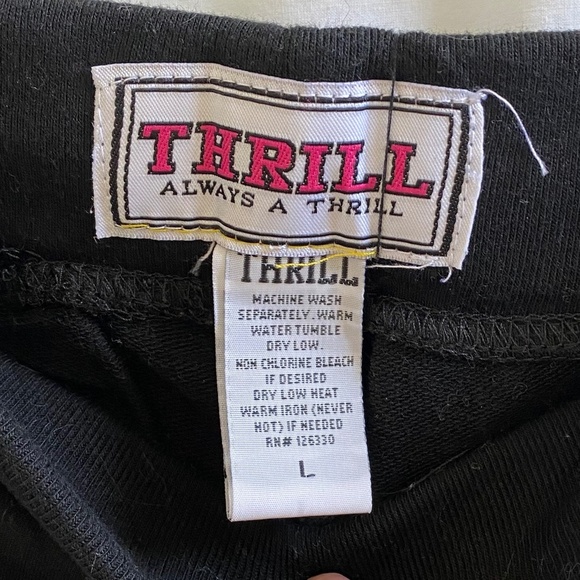 THRILL
ALWAYS A THRILL
THRILL
MACHINE WASH
SEPARATELY. WARM
WATER TUMBLE
DRY LOW.
NON CHLORINE BLEACH
IF DESIRED
DRY LOW HEAT
WARM IRON (NEVER
HOT) IF NEEDED
RN# 126330
L